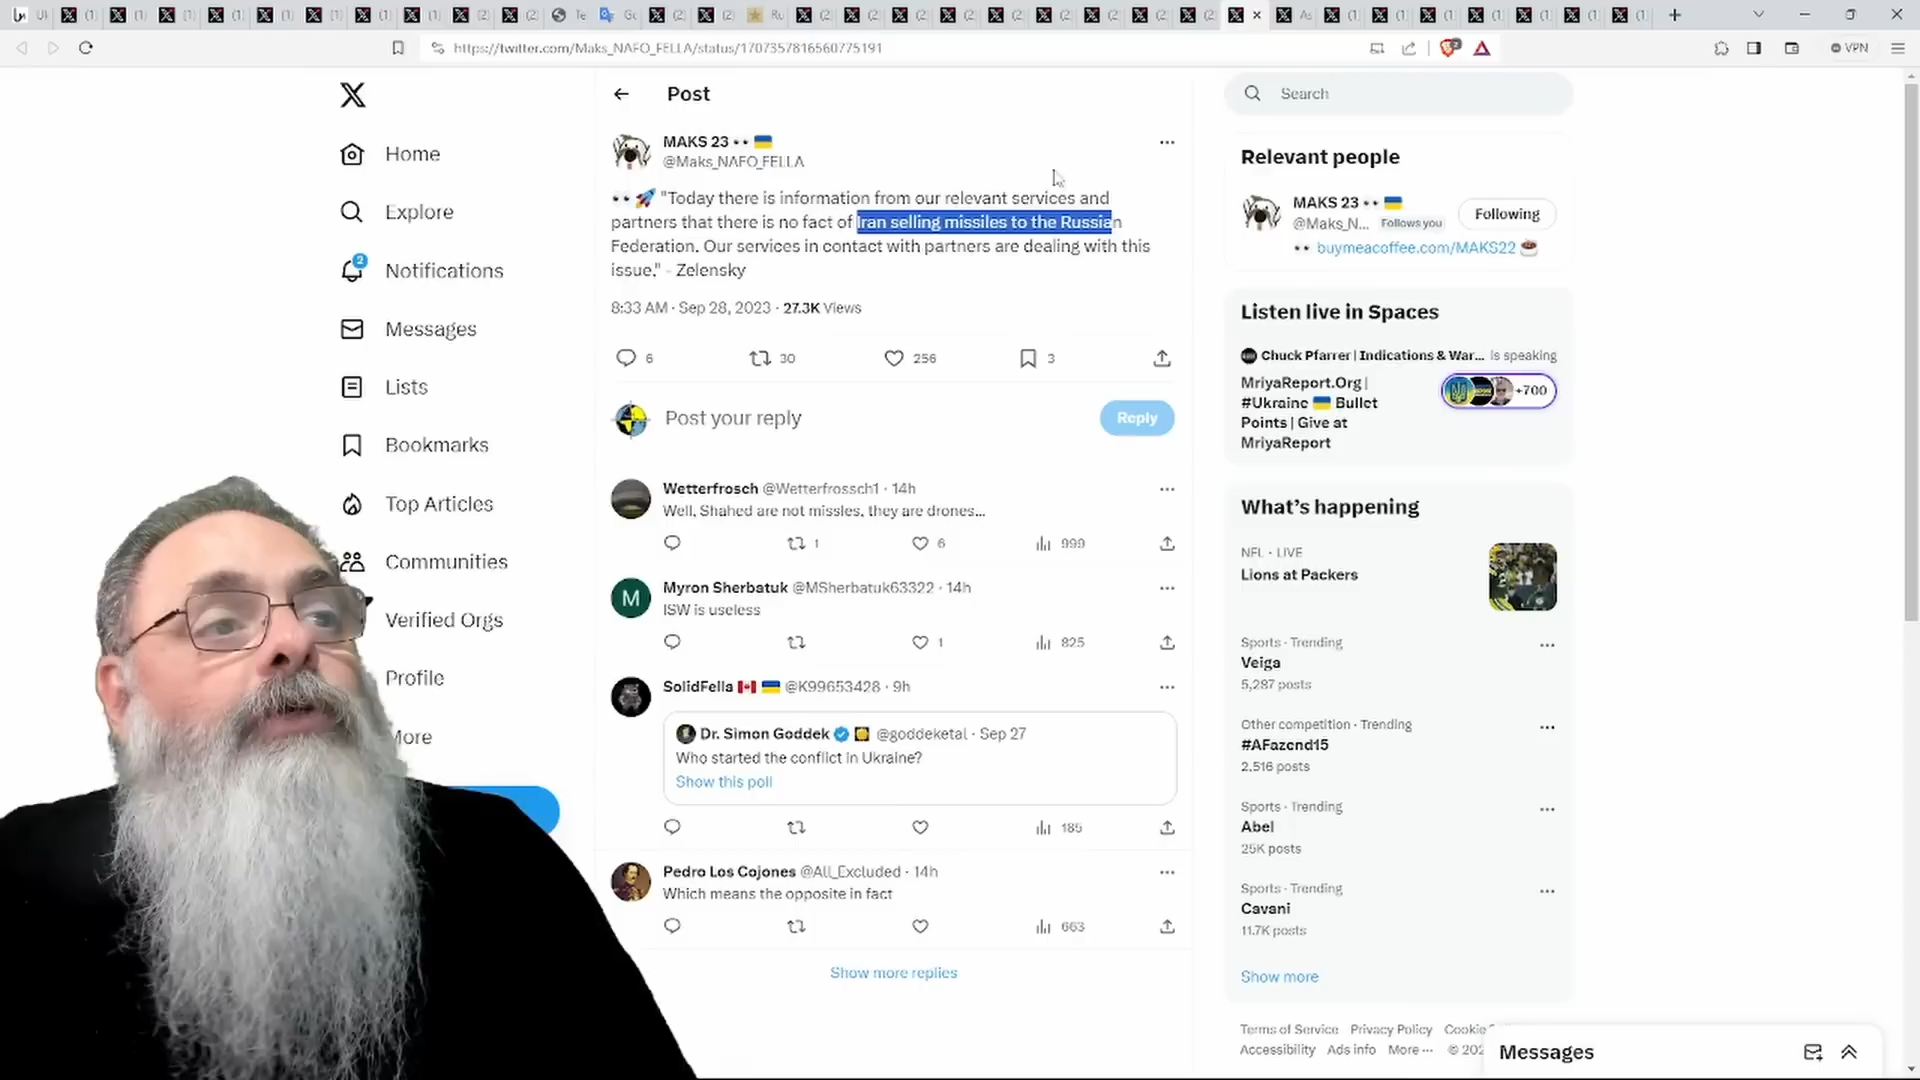 https://twitter.com/Maks_NAFO_FELLA/status/1707357816560775191
VPN
Home
Explore
2
Notifications
Messages
Lists
Bookmarks
Top Articles
Communities
Verified Orgs
Profile
More
Post
MAKS 23 👀 🇺🇦
@Maks_NAFO_FELLA
👀 🚀 "Today there is information from our relevant services and
partners that there is no fact of Iran selling missiles to the Russian
Federation. Our services in contact with partners are dealing with this
issue," - Zelensky
8:33 AM · Sep 28, 2023 · 27.3K Views
6
30
256
3
Post your reply
Reply
Wetterfrosch @Wetterfrossch1 · 14h
Well, Shahed are not missles, they are drones...
1
6
999
M
Myron Sherbatuk @MSherbatuk63322 · 14h
ISW is useless
1
825
SolidFella 🇨🇦 🇺🇦 @K99653428 · 9h
Dr. Simon Goddek @goddeketal · Sep 27
Who started the conflict in Ukraine?
Show this poll
185
Pedro Los Cojones @All_Excluded · 14h
Which means the opposite in fact
663
Show more replies
Search
Relevant people
MAKS 23 👀 🇺🇦
@Maks_N... Follows you
Following
👀 buymeacoffee.com/MAKS22 ☕
Listen live in Spaces
Chuck Pfarrer | Indications & War... is speaking
MriyaReport.Org |
#Ukraine 🇺🇦 Bullet
Points | Give at
MriyaReport
+700
What's happening
NFL · LIVE
Lions at Packers
Sports · Trending
Veiga
5,287 posts
Other competition · Trending
#AFazend15
2,516 posts
Sports · Trending
Abel
25K posts
Sports · Trending
Cavani
11.7K posts
Show more
Terms of Service Privacy Policy Cookie
Accessibility Ads info More ··· © 202
Messages